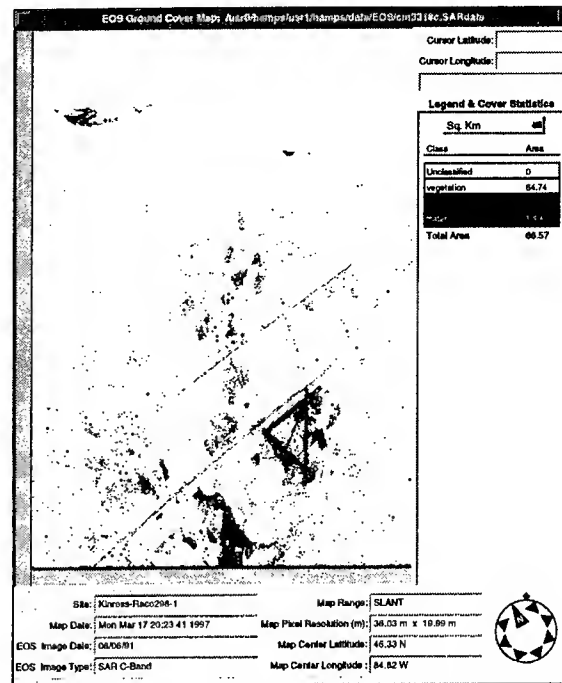 EOS Ground Cover Map:
Cursor Latitude:
Cursor Longitude:
Legend & Cover Statistics
Sq. Km
Class Area
Unclassified 0
vegetation 64.74
Total Area 66.57
Site: Kinross-Raco298-1
Map Date: Mon Mar 17 20:23 41 1997
EOS Image Date: 06/06/91
EOS Image Type: SAR C-Band
Map Range: SLANT
Map Pixel Resolution (m): 36.03 m x 19.99 m
Map Center Latitude: 46.33 N
Map Center Longitude: 84.82 W